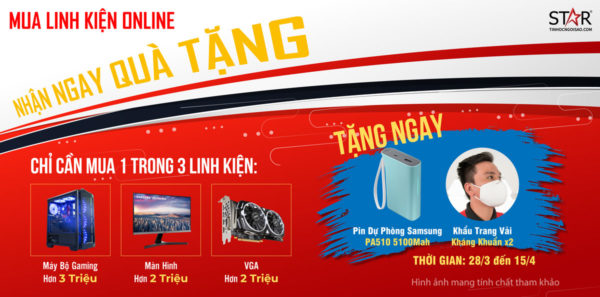 MUA LINH KIỆN ONLINE
STAR
TINHOCNGOISAO.COM
NHẬN NGAY QUÀ TẶNG
CHỈ CẦN MUA 1 TRONG 3 LINH KIỆN:
Máy Bộ Gaming
Hơn 3 Triệu
Màn Hình
Hơn 2 Triệu
VGA
Hơn 2 Triệu
TẶNG NGAY
Pin Dự Phòng Samsung
PA510 5100Mah
Khẩu Trang Vải
Kháng Khuẩn x2
THỜI GIAN: 28/3 đến 15/4
Hình ảnh mang tính chất tham khảo